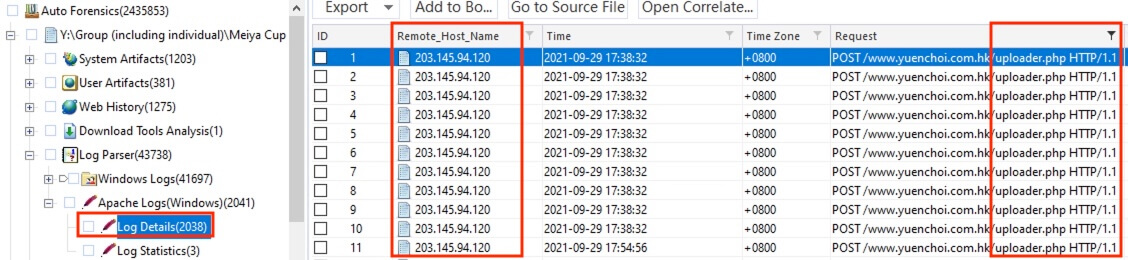 Auto Forensics(2435853)
Y:\Group (including individual)\Meiya Cup
System Artifacts(1203)
User Artifacts(381)
Web History(1275)
Download Tools Analysis(1)
Log Parser(43738)
Windows Logs(41697)
Apache Logs(Windows)(2041)
Log Details(2038)
Log Statistics(3)
Export Add to Bo... Go to Source File Open Correlate...
ID Remote_Host_Name Time Time Zone Request
1 203.145.94.120 2021-09-29 17:38:32 +0800 POST /www.yuenchoi.com.hk/uploader.php HTTP/1.1
2 203.145.94.120 2021-09-29 17:38:32 +0800 POST /www.yuenchoi.com.hk/uploader.php HTTP/1.1
3 203.145.94.120 2021-09-29 17:38:32 +0800 POST /www.yuenchoi.com.hk/uploader.php HTTP/1.1
4 203.145.94.120 2021-09-29 17:38:32 +0800 POST /www.yuenchoi.com.hk/uploader.php HTTP/1.1
5 203.145.94.120 2021-09-29 17:38:32 +0800 POST /www.yuenchoi.com.hk/uploader.php HTTP/1.1
6 203.145.94.120 2021-09-29 17:38:32 +0800 POST /www.yuenchoi.com.hk/uploader.php HTTP/1.1
7 203.145.94.120 2021-09-29 17:38:32 +0800 POST /www.yuenchoi.com.hk/uploader.php HTTP/1.1
8 203.145.94.120 2021-09-29 17:38:32 +0800 POST /www.yuenchoi.com.hk/uploader.php HTTP/1.1
9 203.145.94.120 2021-09-29 17:38:32 +0800 POST /www.yuenchoi.com.hk/uploader.php HTTP/1.1
10 203.145.94.120 2021-09-29 17:38:32 +0800 POST /www.yuenchoi.com.hk/uploader.php HTTP/1.1
11 203.145.94.120 2021-09-29 17:54:56 +0800 POST /www.yuenchoi.com.hk/uploader.php HTTP/1.1